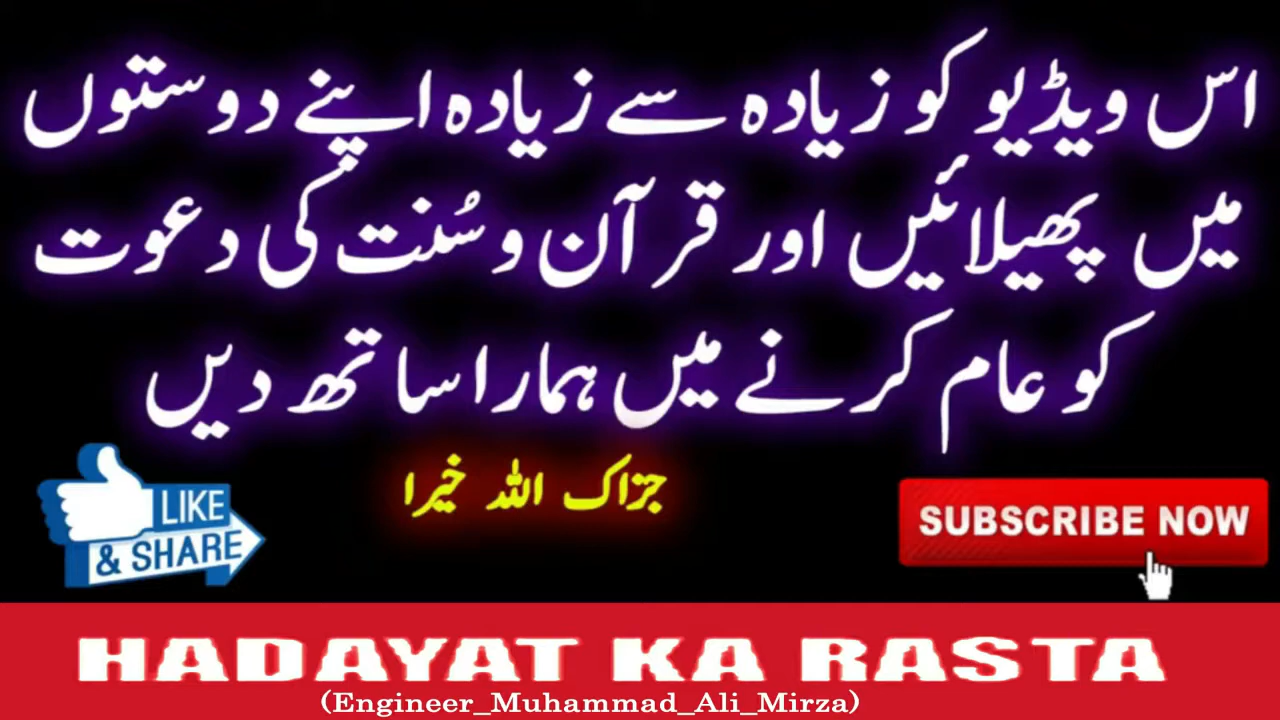 اس ویڈیو کو زیادہ سے زیادہ اپنے دوستوں
میں پھیلائیں اور قرآن و سُنت کی دعوت
کو عام کرنے میں ہمارا ساتھ دیں
جزاک اللہ خیرا
LIKE
& SHARE
SUBSCRIBE NOW
HADAYAT KA RASTA
(Engineer_Muhammad_Ali_Mirza)